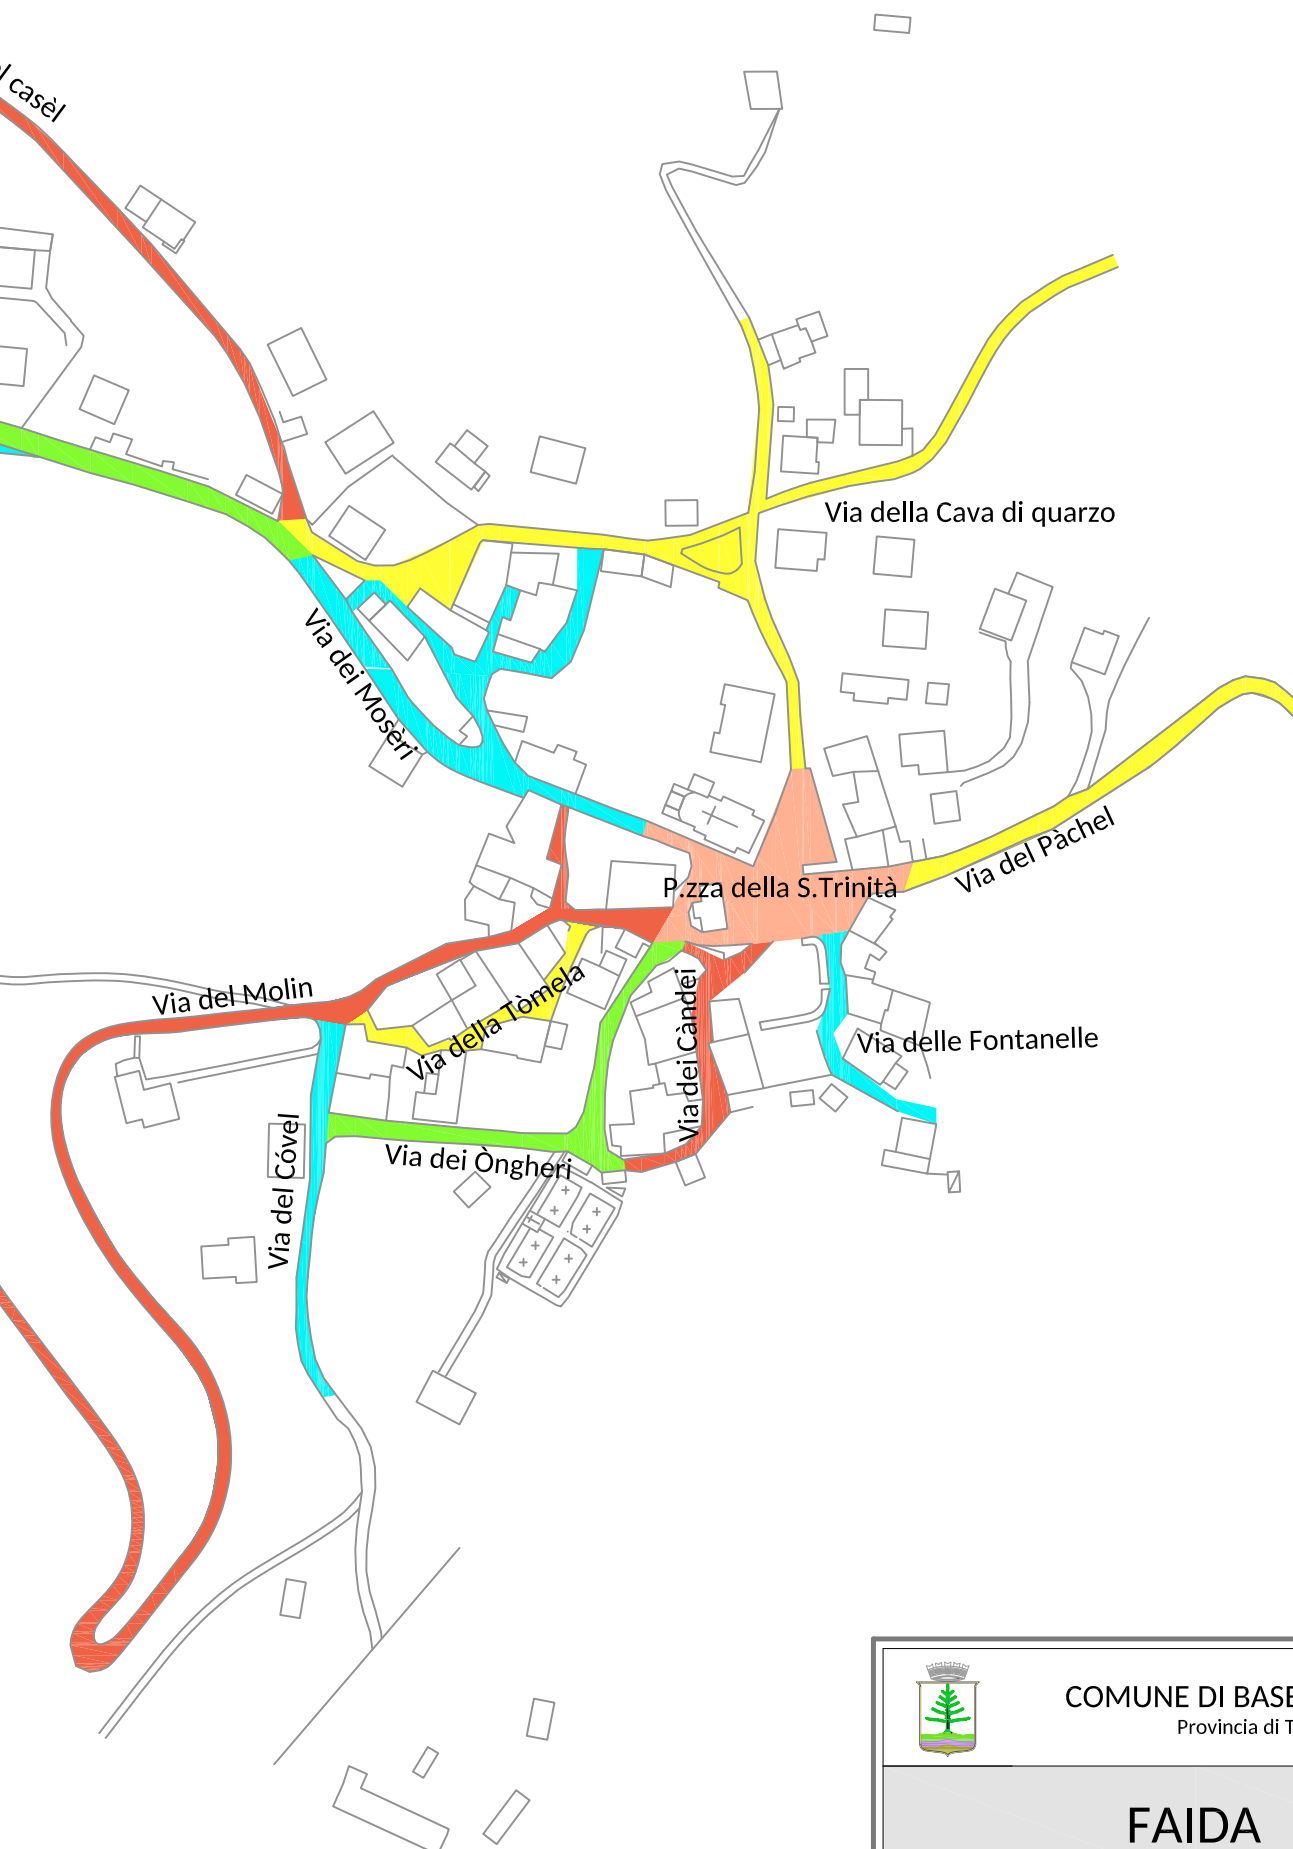 casèl
Via della Cava di quarzo
Via dei Mosèri
Via del Pàchel
P.zza della S.Trinità
Via del Molin
Via della Tòmela
Via dei Càndei
Via delle Fontanelle
Via del Cóvel
Via dei Òngheri
COMUNE DI BASE
Provincia di T
FAIDA